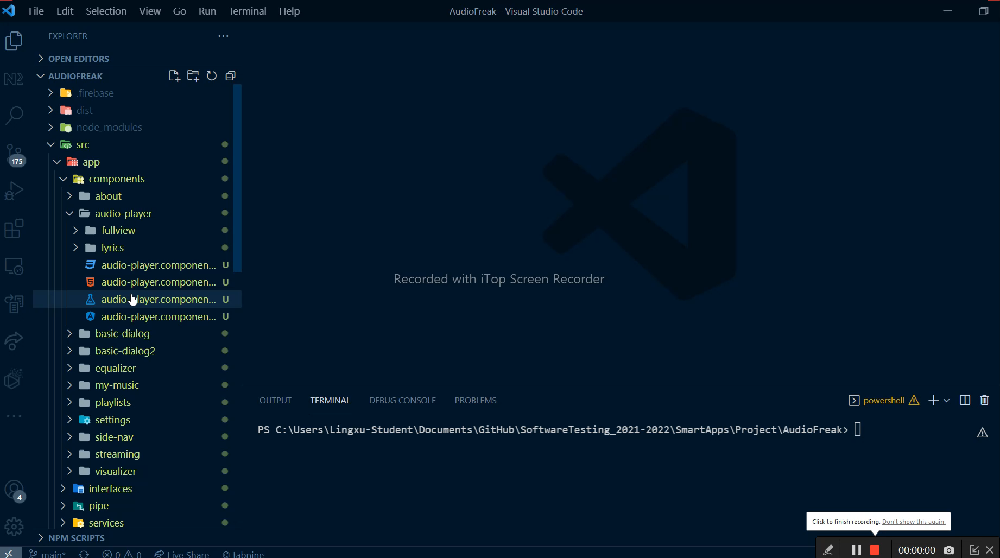 File Edit Selection View Go Run Terminal Help
AudioFreak - Visual Studio Code
EXPLORER
OPEN EDITORS
AUDIOFREAK
.firebase
dist
node_modules
src
175
app
components
about
audio-player
fullview
lyrics
audio-player.componen... U
audio-player.componen... U
audio-player.componen... U
audio-player.componen... U
basic-dialog
basic-dialog2
equalizer
my-music
playlists
settings
side-nav
streaming
visualizer
interfaces
4
pipe
services
NPM SCRIPTS
Recorded with iTop Screen Recorder
OUTPUT TERMINAL DEBUG CONSOLE PROBLEMS
powershell
PS C:\Users\Lingxu-Student\Documents\GitHub\SoftwareTesting_2021-2022\SmartApps\Project\AudioFreak>
Click to finish recording. Don't show this again.
00:00:00
main* 0 0 Live Share tabnine